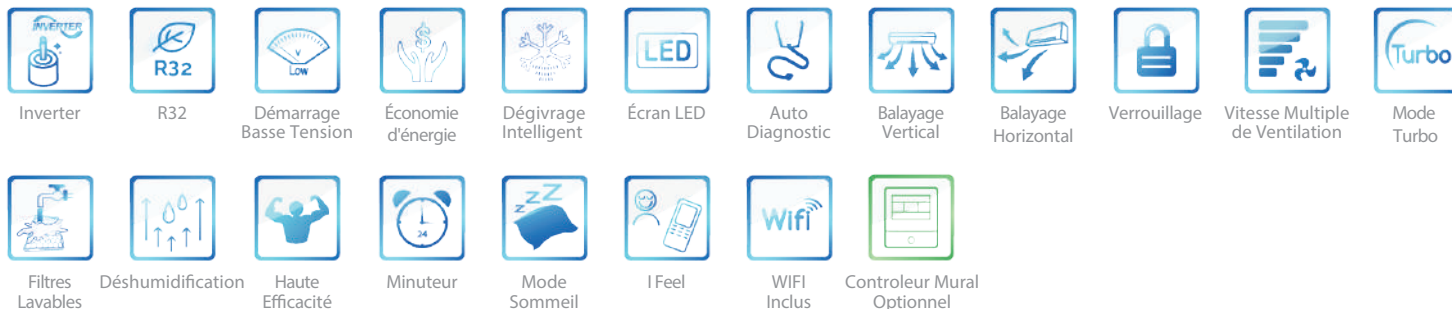 INVERTER
R32
V
Low
$
LED
Turbo
Inverter
R32
Démarrage
Basse Tension
Économie
d'énergie
Dégivrage
Intelligent
Écran LED
Auto
Diagnostic
Balayage
Vertical
Balayage
Horizontal
Verrouillage
Vitesse Multiple
de Ventilation
Mode
Turbo
24
zzZ
Wifi
Filtres
Lavables
Déshumidification
Haute
Efficacité
Minuteur
Mode
Sommeil
I Feel
WIFI
Inclus
Controleur Mural
Optionnel